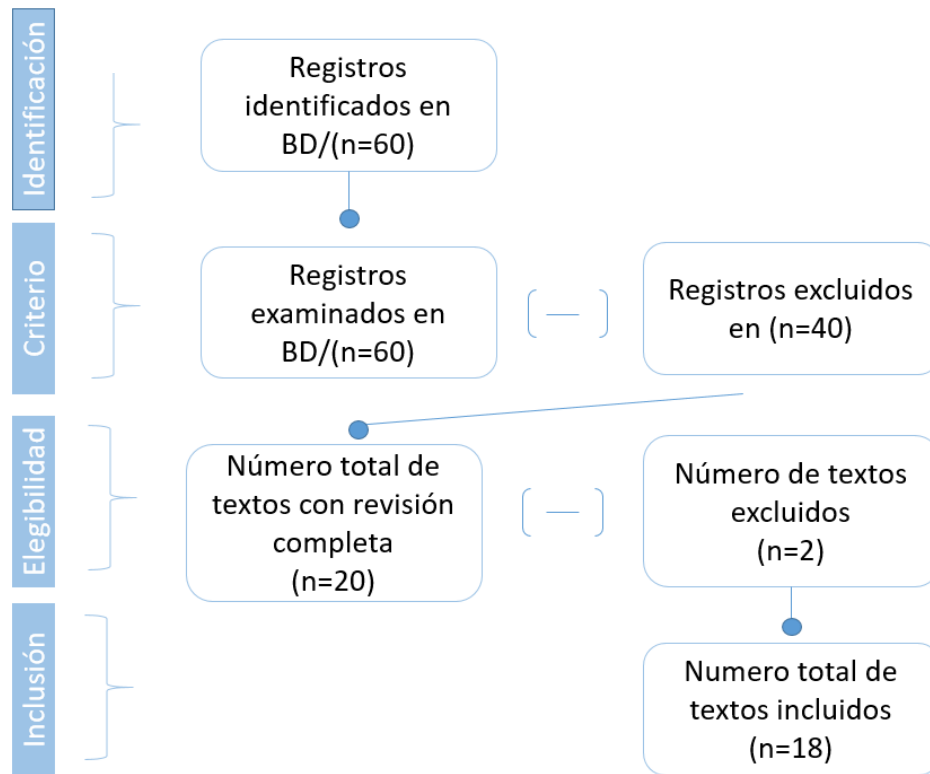 Identificación
Registros
identificados en
BD/(n=60)
Criterio
Registros
examinados en
BD/(n=60)
Registros excluidos
en (n=40)
Elegibilidad
Número total de
textos con revisión
completa
(n=20)
Número de textos
excluidos
(n=2)
Inclusión
Numero total de
textos incluidos
(n=18)